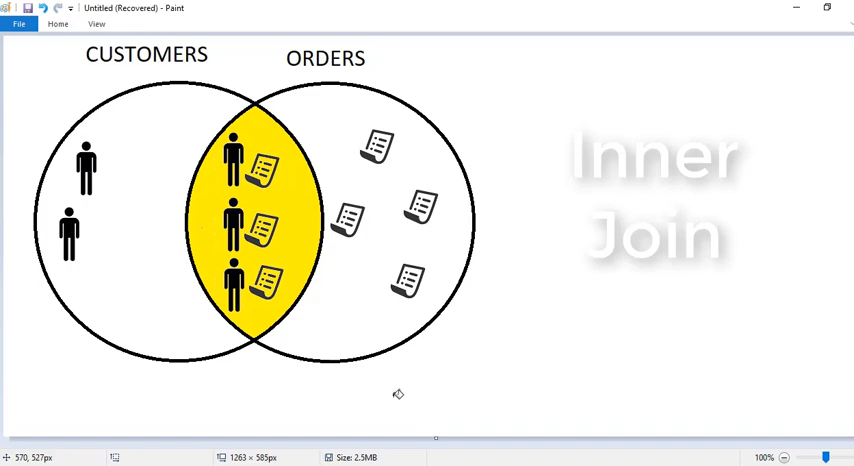 Untitled (Recovered) - Paint
File Home View
CUSTOMERS
ORDERS
Inner
Join
570, 527px
1263 × 585px
Size: 2.5MB
100%